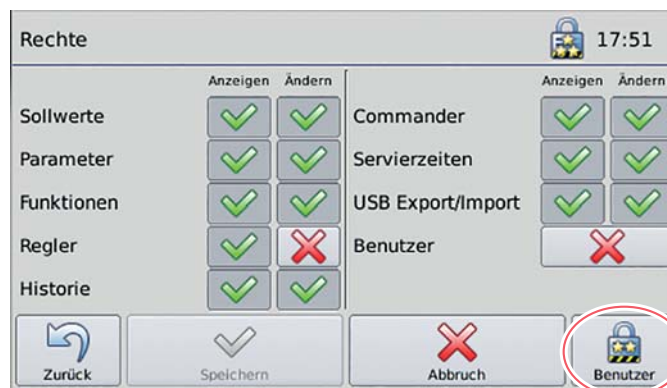 Rechte 17:51
Anzeigen Ändern Anzeigen Ändern
Sollwerte Commander
Parameter Servierzeiten
Funktionen USB Export/Import
Regler Benutzer
Historie
Zurück Speichern Abbruch Benutzer